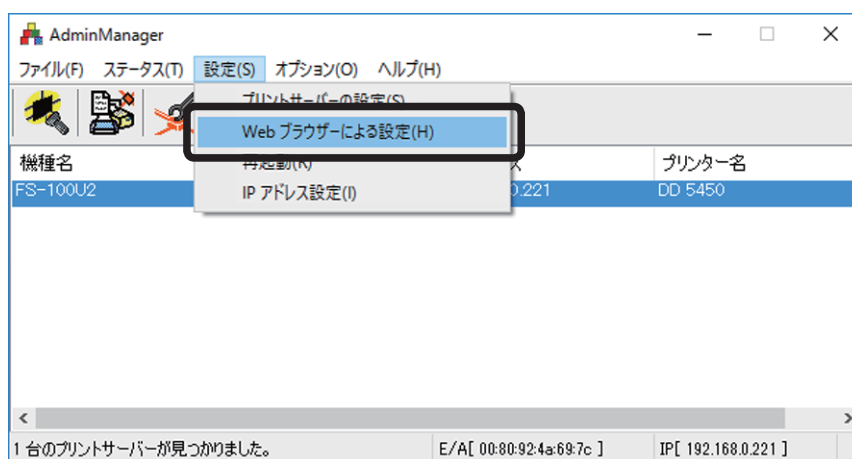 AdminManager
ファイル(F) ステータス(T) 設定(S) オプション(O) ヘルプ(H)
プリントサーバーの設定(S)
Web ブラウザーによる設定(H)
再起動(R)
IP アドレス設定(I)
機種名 プリンター名
FS-100U2 0.221 DD 5450
1 台のプリントサーバーが見つかりました。 E/A[ 00:80:92:4a:69:7c ] IP[ 192.168.0.221 ]